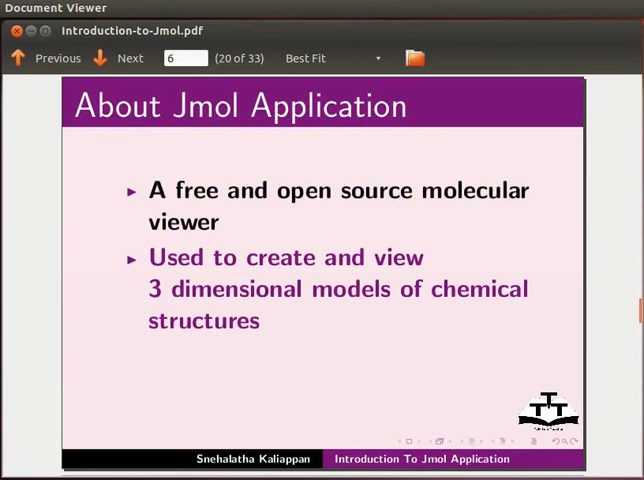 Document Viewer
Introduction-to-Jmol.pdf
Previous Next 6 (20 of 33) Best Fit
About Jmol Application
A free and open source molecular
viewer
Used to create and view
3 dimensional models of chemical
structures
Snehalatha Kaliappan Introduction To Jmol Application